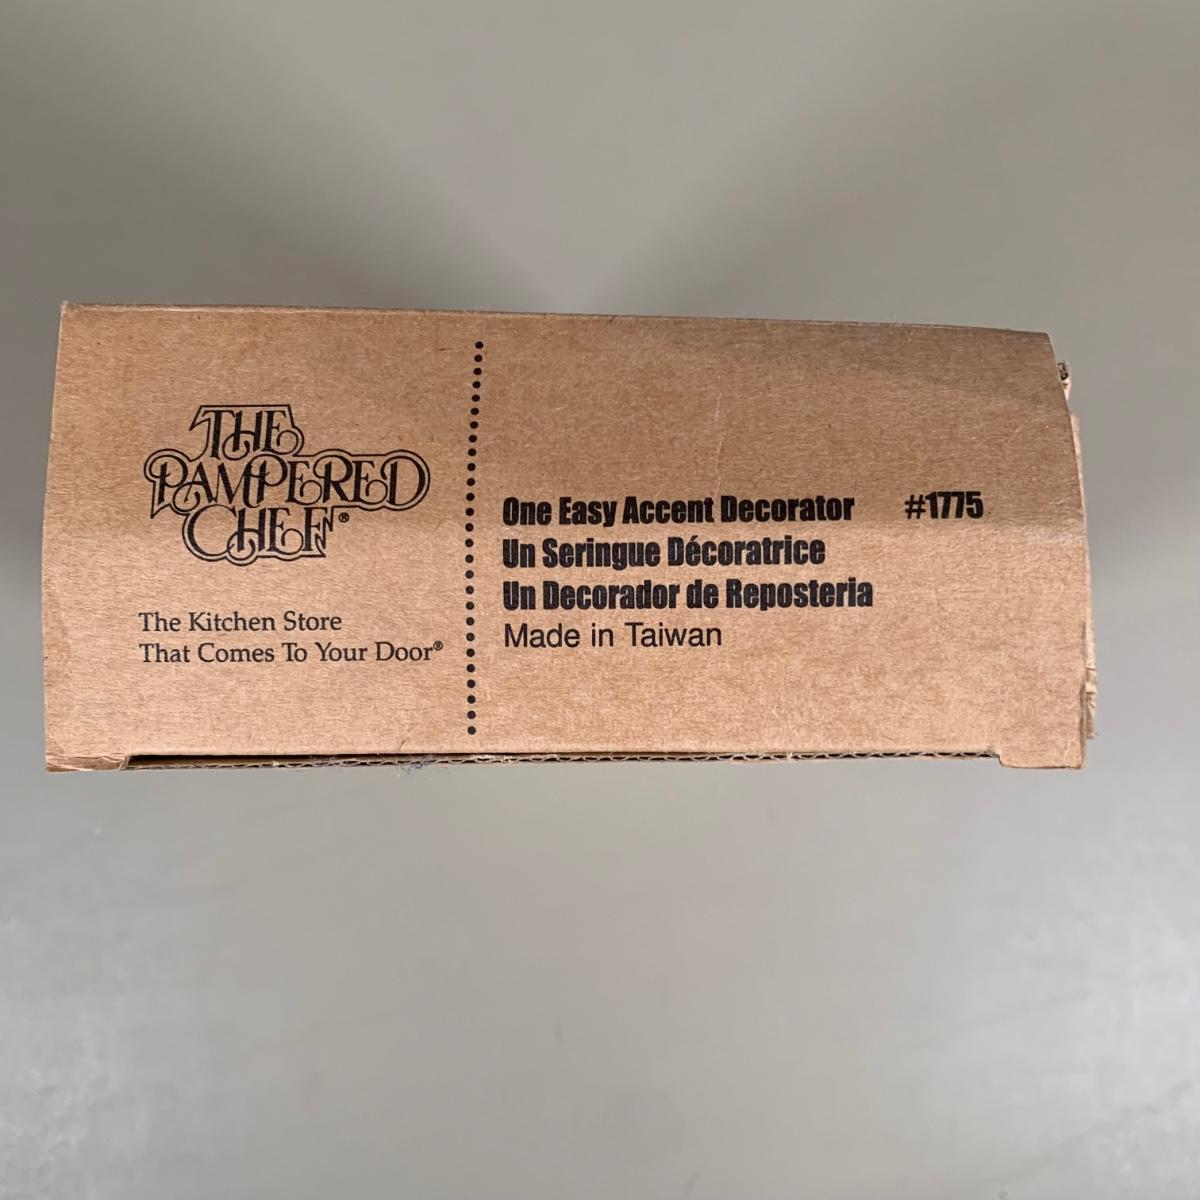 THE
PAMPERED
CHEF®
The Kitchen Store
That Comes To Your Door®
One Easy Accent Decorator #1775
Un Seringue Décoratrice
Un Decorador de Reposteria
Made in Taiwan